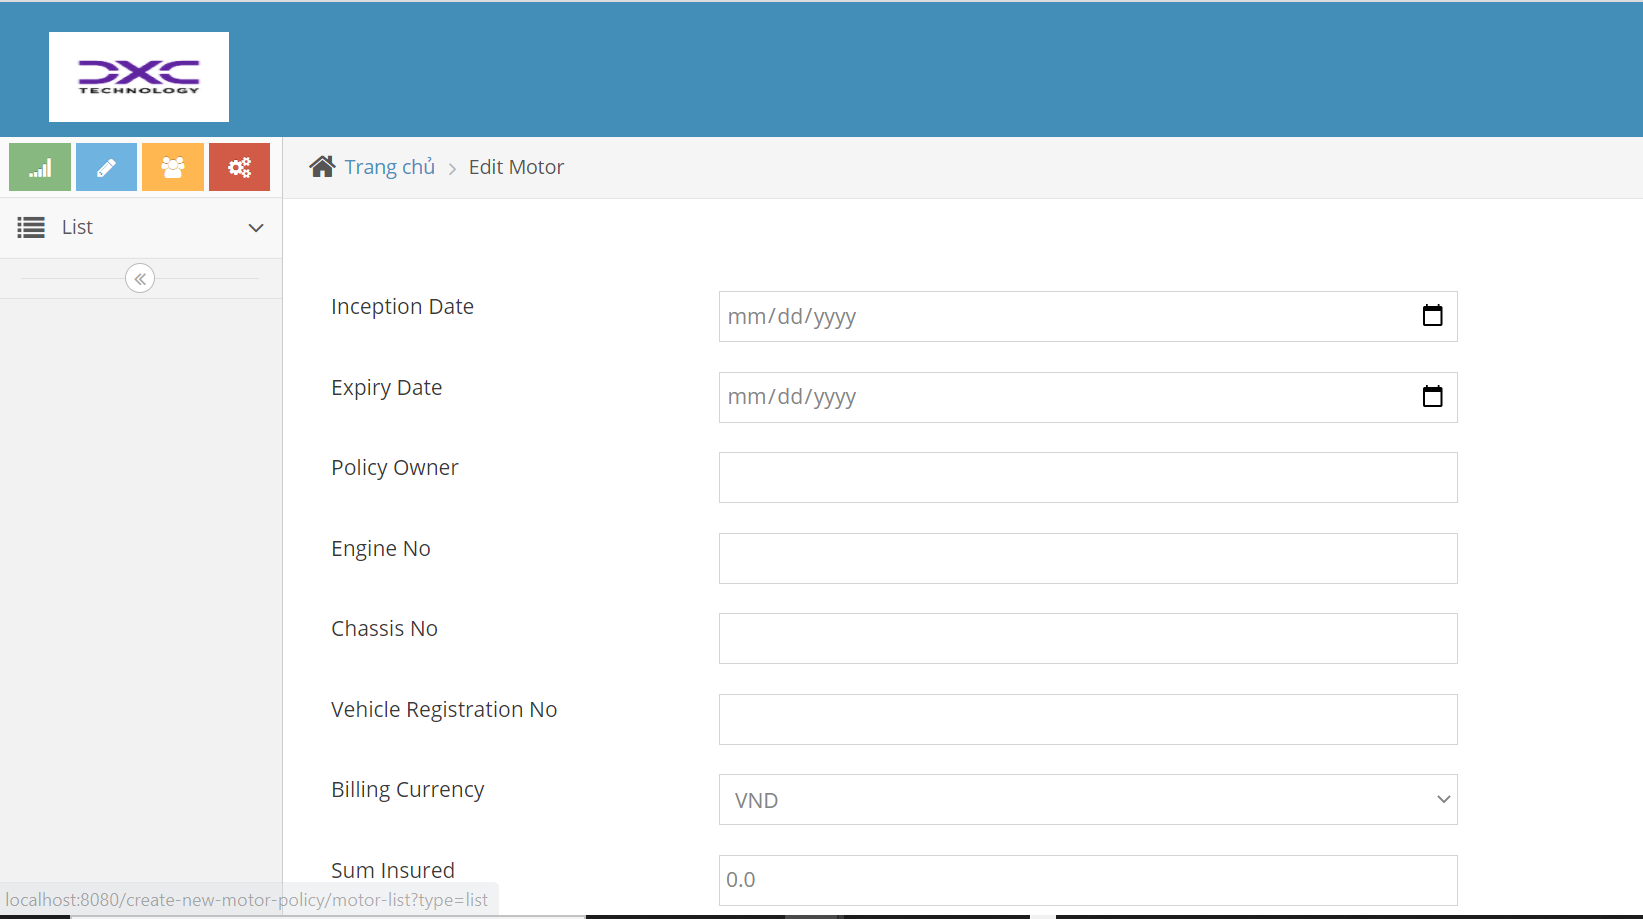 DXC
TECHNOLOGY
Trang chủ > Edit Motor
List
Inception Date
mm/dd/yyyy
Expiry Date
mm/dd/yyyy
Policy Owner
Engine No
Chassis No
Vehicle Registration No
Billing Currency
VND
Sum Insured
0.0
localhost:8080/create-new-motor-policy/motor-list?type=list